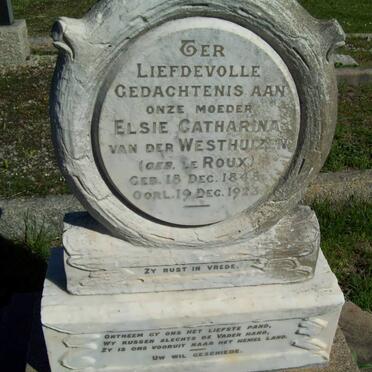 TER
LIEFDEVOLLE
GEDACHTENIS AAN
ONZE MOEDER
ELSIE CATHARINA
VAN DER WESTHUIZEN
(GEB. LE ROUX)
GEB. 18 DEC. 1848
OORL. 19 DEC. 1923
ZY RUST IN VREDE.
ONTNEEM GY ONS HET LIEFSTE PAND,
WY KUSSEN SLECHTS DE VADER HAND,
ZY IS ONS VOORUIT NAAR HET HEMEL LAND.
UW WIL GESCHIEDE.